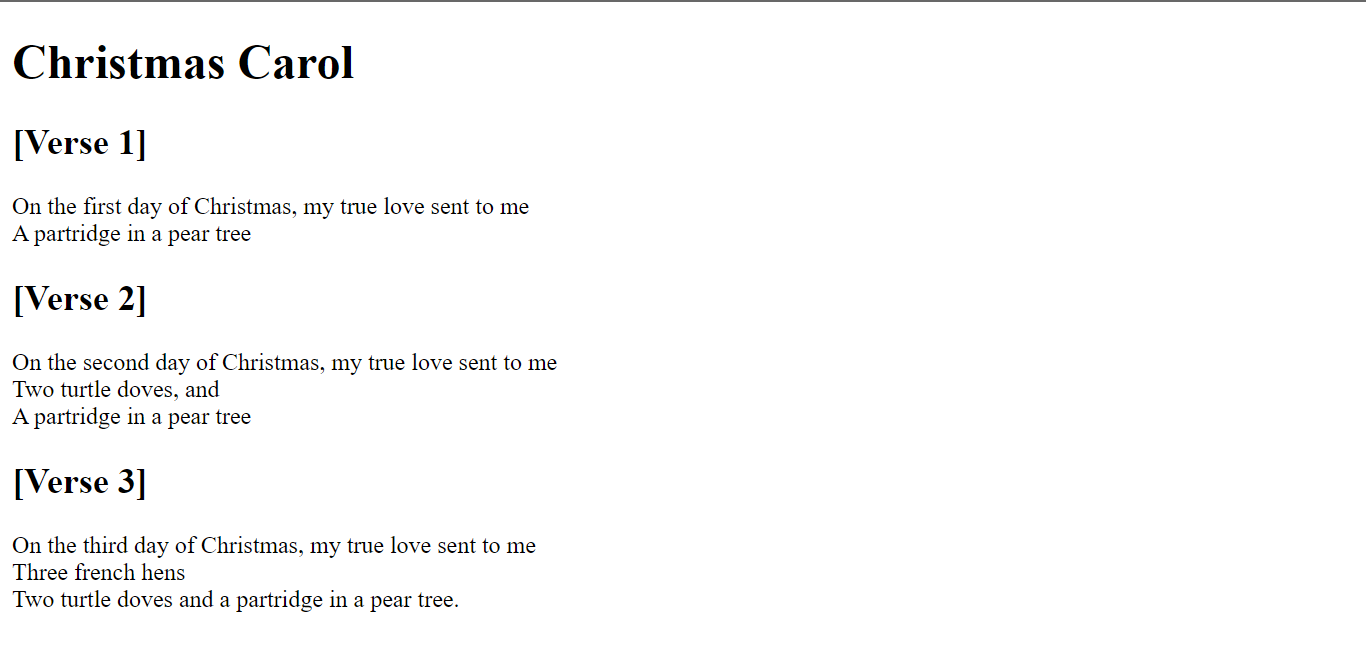 Christmas Carol
[Verse 1]
On the first day of Christmas, my true love sent to me
A partridge in a pear tree
[Verse 2]
On the second day of Christmas, my true love sent to me
Two turtle doves, and
A partridge in a pear tree
[Verse 3]
On the third day of Christmas, my true love sent to me
Three french hens
Two turtle doves and a partridge in a pear tree.